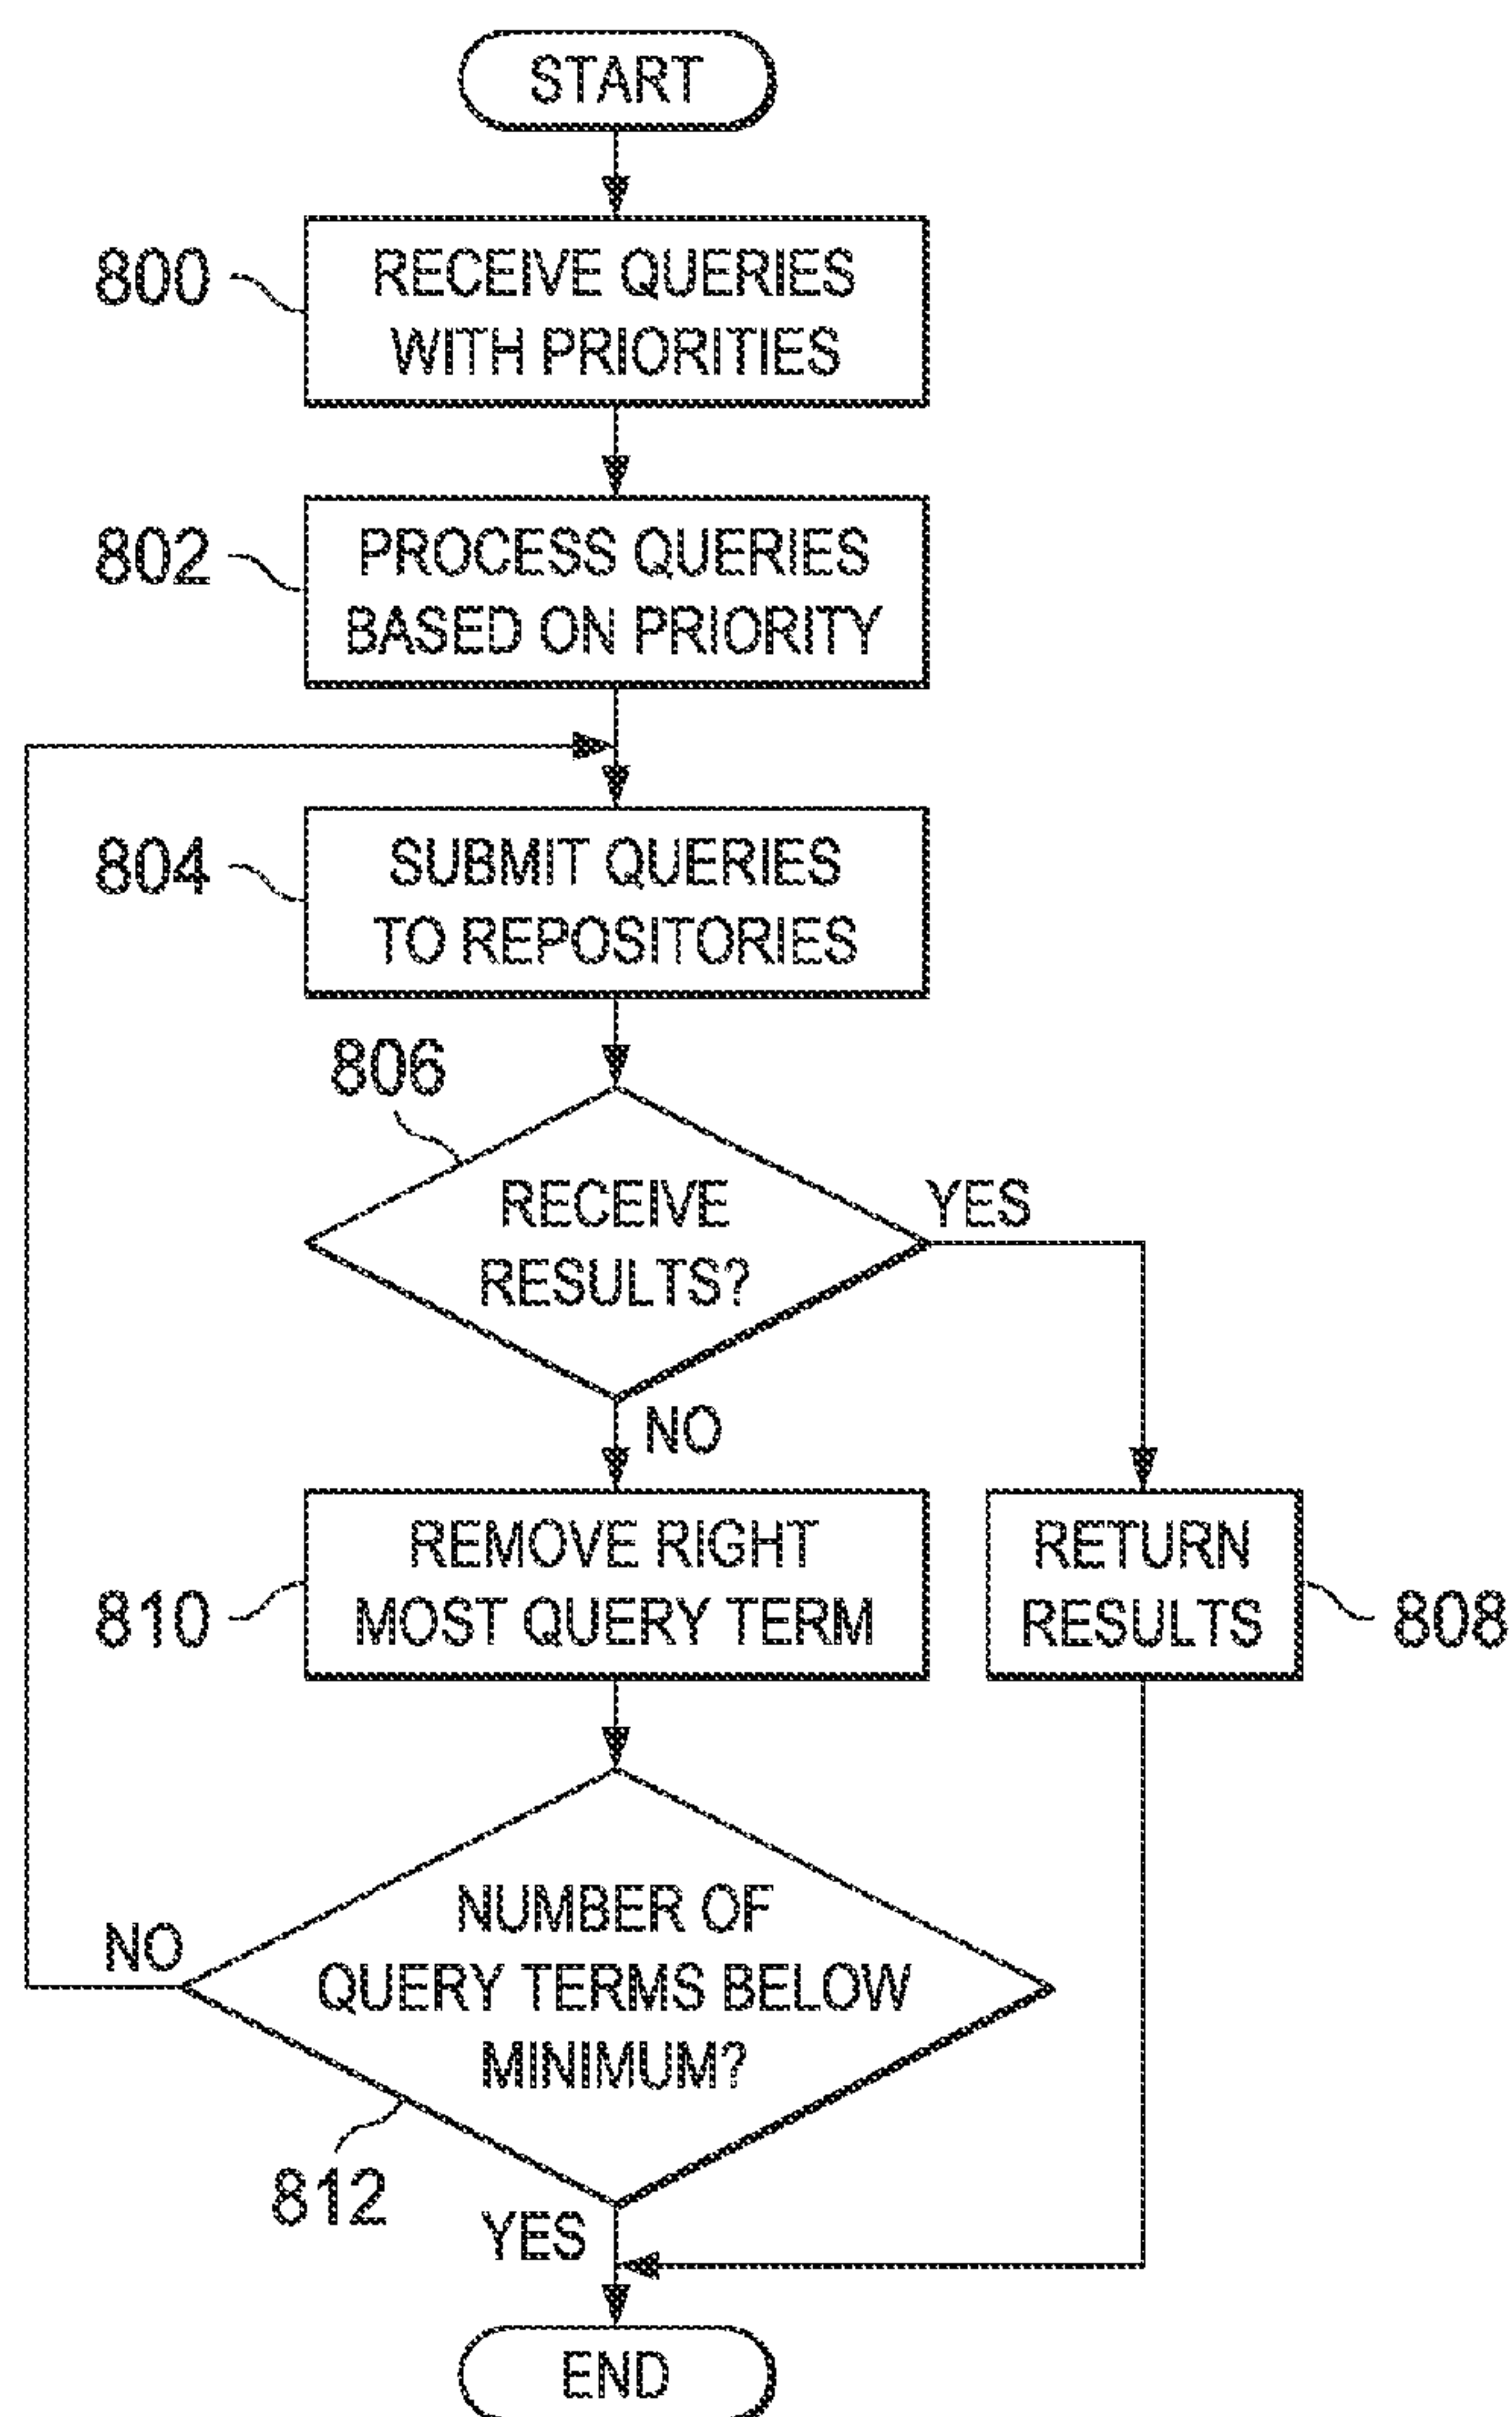 START
800
RECEIVE QUERIES
WITH PRIORITIES
802
PROCESS QUERIES
BASED ON PRIORITY
804
SUBMIT QUERIES
TO REPOSITORIES
806
RECEIVE
RESULTS?
YES
NO
810
REMOVE RIGHT
MOST QUERY TERM
RETURN
RESULTS
808
NO
NUMBER OF
QUERY TERMS BELOW
MINIMUM?
812
YES
END